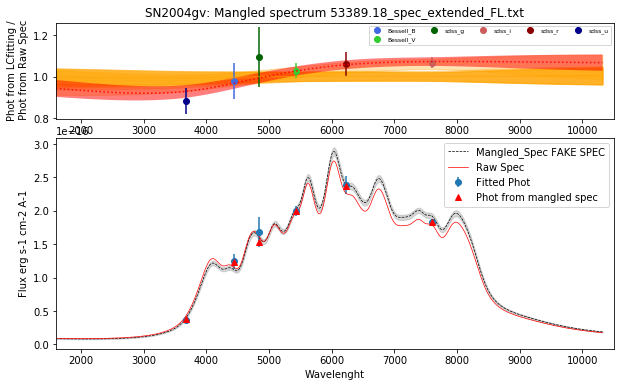 SN2004gv: Mangled spectrum 53389.18_spec_extended_FL.txt
Phot from LCfitting /
Phot from Raw Spec
1.2
1.0
0.8
Bessell_B
Bessell_V
sdss_g
sdss_i
sdss_r
sdss_u
2000 3000 4000 5000 6000 7000 8000 9000 10000
1e−16
Flux erg s-1 cm-2 A-1
3.0
2.5
2.0
1.5
1.0
0.5
0.0
Mangled_Spec FAKE SPEC
Raw Spec
Fitted Phot
Phot from mangled spec
2000 3000 4000 5000 6000 7000 8000 9000 10000
Wavelenght